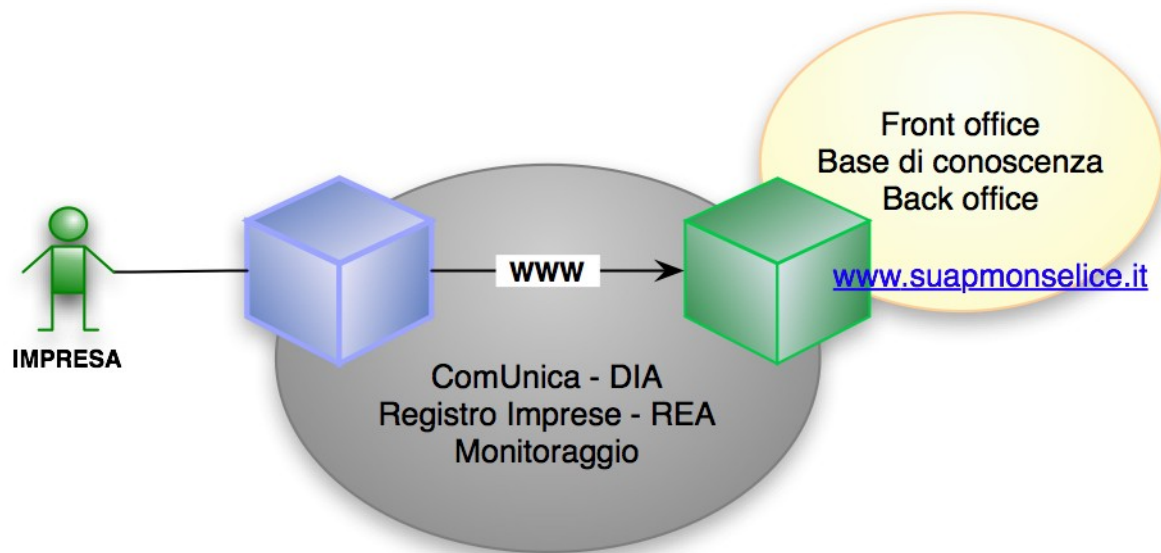 Front office
Base di conoscenza
Back office
www.suapmonselice.it
WWW
IMPRESA
ComUnica - DIA
Registro Imprese - REA
Monitoraggio